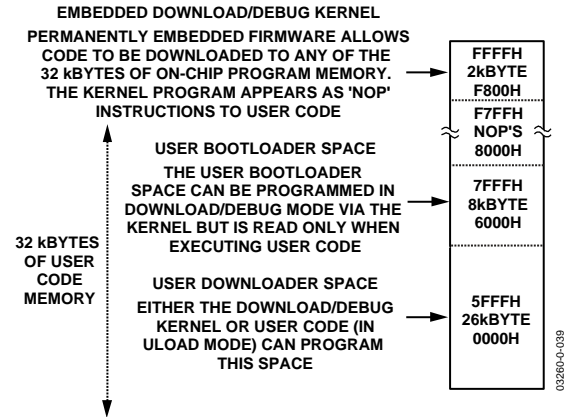 EMBEDDED DOWNLOAD/DEBUG KERNEL
PERMANENTLY EMBEDDED FIRMWARE ALLOWS
CODE TO BE DOWNLOADED TO ANY OF THE
32 kBYTES OF ON-CHIP PROGRAM MEMORY.
THE KERNEL PROGRAM APPEARS AS 'NOP'
INSTRUCTIONS TO USER CODE
FFFFH
2kBYTE
F800H
F7FFH
NOP'S
8000H
USER BOOTLOADER SPACE
THE USER BOOTLOADER
SPACE CAN BE PROGRAMMED IN
DOWNLOAD/DEBUG MODE VIA THE
KERNEL BUT IS READ ONLY WHEN
EXECUTING USER CODE
7FFFH
8kBYTE
6000H
32 kBYTES
OF USER
CODE
MEMORY
USER DOWNLOADER SPACE
EITHER THE DOWNLOAD/DEBUG
KERNEL OR USER CODE (IN
ULOAD MODE) CAN PROGRAM
THIS SPACE
5FFFH
26kBYTE
0000H
03260-0-039